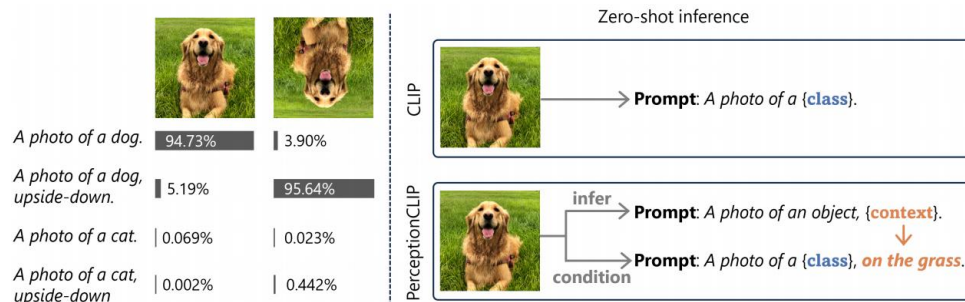 A photo of a dog.
94.73%
3.90%
A photo of a dog,
upside-down.
5.19%
95.64%
A photo of a cat.
0.069%
0.023%
A photo of a cat,
upside-down
0.002%
0.442%
Zero-shot inference
CLIP
Prompt: A photo of a {class}.
PerceptionCLIP
infer
Prompt: A photo of an object, {context}.
condition
Prompt: A photo of a {class}, on the grass.